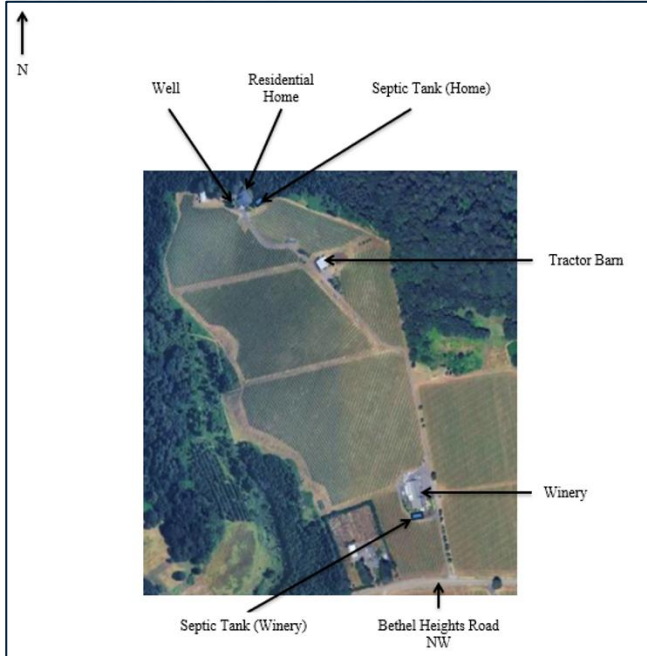 N
Well
Residential
Home
Septic Tank (Home)
Tractor Barn
Winery
Septic Tank (Winery)
Bethel Heights Road
NW